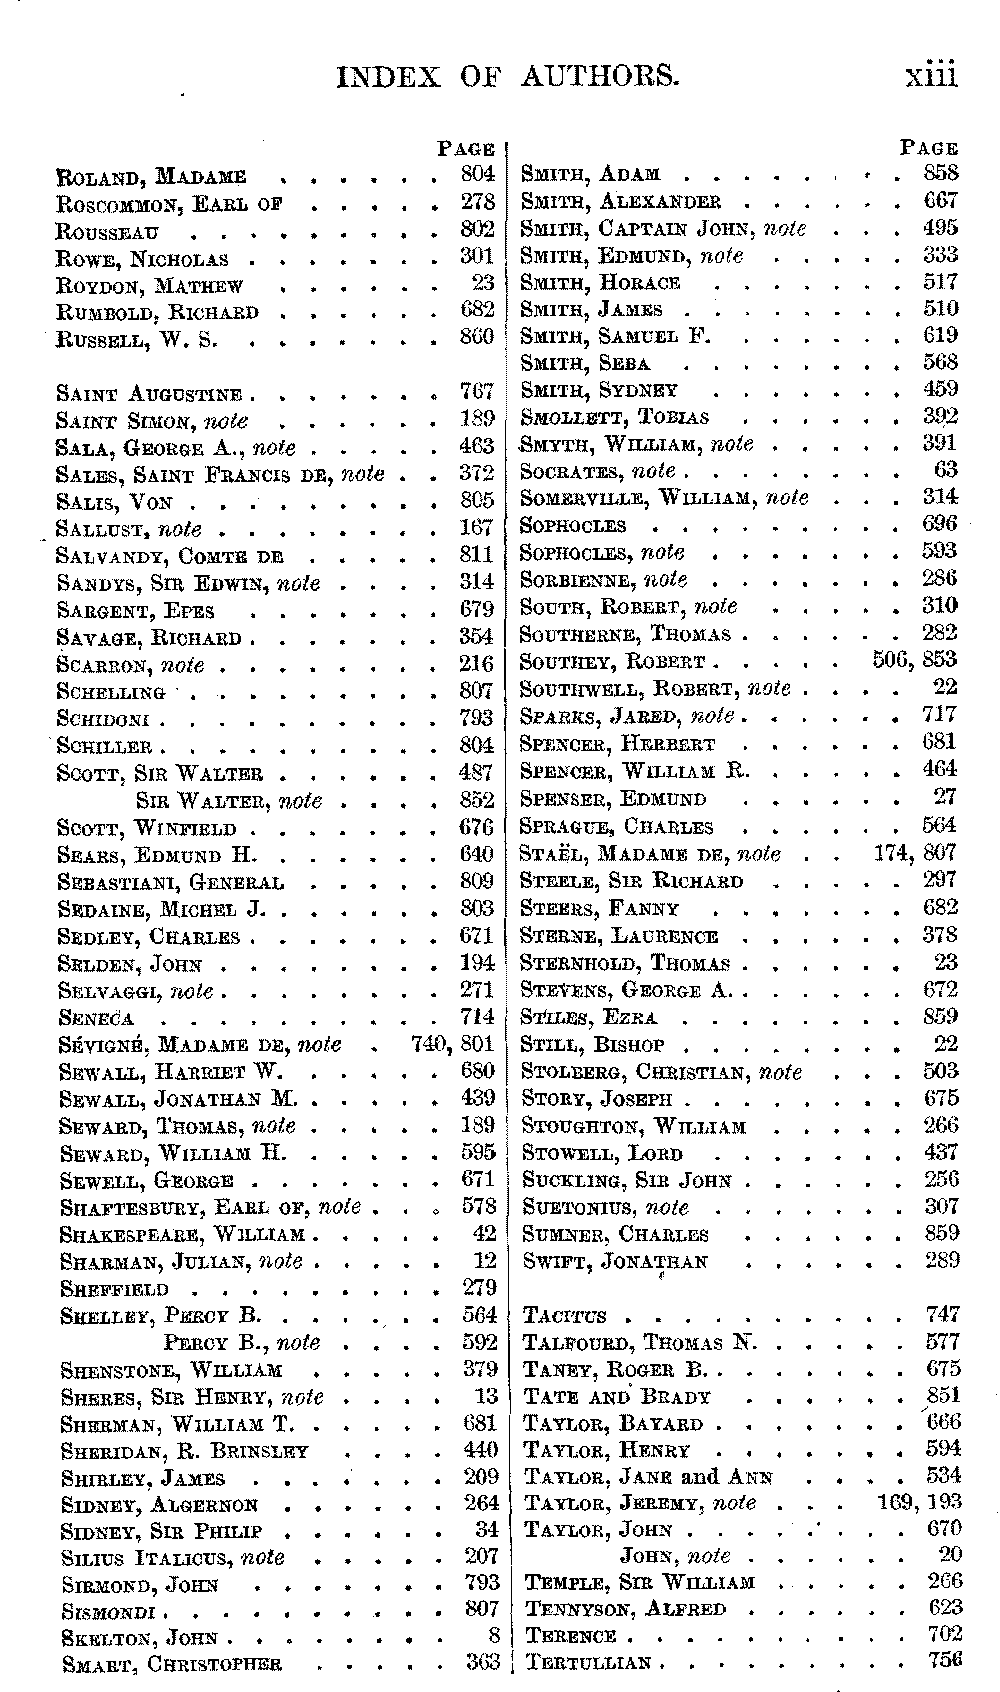 INDEX OF AUTHORS. xiii
PAGE
ROLAND, MADAME . . . . . . 804
ROSCOMMON, EARL OF . . . . . 278
ROUSSEAU . . . . . . . . . 802
ROWE, NICHOLAS . . . . . . . 301
ROYDON, MATHEW . . . . . . 23
RUMBOLD, RICHARD . . . . . . 682
RUSSELL, W. S. . . . . . . . 860
SAINT AUGUSTINE . . . . . . . 767
SAINT SIMON, note . . . . . . 189
SALA, GEORGE A., note . . . . . 463
SALES, SAINT FRANCIS DE, note . . 372
SALIS, VON . . . . . . . . . 805
SALLUST, note . . . . . . . . 167
SALVANDY, COMTE DE . . . . . 811
SANDYS, SIR EDWIN, note . . . . 314
SARGENT, EPES . . . . . . . 679
SAVAGE, RICHARD . . . . . . . 354
SCARRON, note . . . . . . . . 216
SCHELLING . . . . . . . . . 807
SCHIDONI . . . . . . . . . . 793
SCHILLER . . . . . . . . . . 804
SCOTT, SIR WALTER . . . . . . 487
SIR WALTER, note . . . . 852
SCOTT, WINFIELD . . . . . . . 676
SEARS, EDMUND H. . . . . . . 640
SEBASTIANI, GENERAL . . . . . 809
SEDAINE, MICHEL J. . . . . . . 803
SEDLEY, CHARLES . . . . . . . 671
SELDEN, JOHN . . . . . . . . 194
SELVAGGI, note . . . . . . . . 271
SENECA . . . . . . . . . . 714
SÉVIGNÉ, MADAME DE, note . 740, 801
SEWALL, HARRIET W. . . . . . 680
SEWALL, JONATHAN M. . . . . . 439
SEWARD, THOMAS, note . . . . . 189
SEWARD, WILLIAM H. . . . . . 595
SEWELL, GEORGE . . . . . . . 671
SHAFTESBURY, EARL OF, note . . . 578
SHAKESPEARE, WILLIAM . . . . . 42
SHARMAN, JULIAN, note . . . . . 12
SHEFFIELD . . . . . . . . . 279
SHELLEY, PERCY B. . . . . . . 564
PERCY B., note . . . . 592
SHENSTONE, WILLIAM . . . . . 379
SHERES, SIR HENRY, note . . . . 13
SHERMAN, WILLIAM T. . . . . . 681
SHERIDAN, R. BRINSLEY . . . . 440
SHIRLEY, JAMES . . . . . . . 209
SIDNEY, ALGERNON . . . . . . 264
SIDNEY, SIR PHILIP . . . . . . 34
SILIUS ITALICUS, note . . . . . 207
SIRMOND, JOHN . . . . . . . 793
SISMONDI . . . . . . . . . . 807
SKELTON, JOHN . . . . . . . . 8
SMART, CHRISTOPHER . . . . . 363
PAGE
SMITH, ADAM . . . . . . . . 858
SMITH, ALEXANDER . . . . . . 667
SMITH, CAPTAIN JOHN, note . . . 495
SMITH, EDMUND, note . . . . . 333
SMITH, HORACE . . . . . . . 517
SMITH, JAMES . . . . . . . . 510
SMITH, SAMUEL F. . . . . . . 619
SMITH, SEBA . . . . . . . . 568
SMITH, SYDNEY . . . . . . . 459
SMOLLETT, TOBIAS . . . . . . 392
SMYTH, WILLIAM, note . . . . . 391
SOCRATES, note . . . . . . . . 63
SOMERVILLE, WILLIAM, note . . . 314
SOPHOCLES . . . . . . . . . 696
SOPHOCLES, note . . . . . . . 593
SORBIENNE, note . . . . . . . 286
SOUTH, ROBERT, note . . . . . 310
SOUTHERNE, THOMAS . . . . . . 282
SOUTHEY, ROBERT . . . . . 506, 853
SOUTHWELL, ROBERT, note . . . . 22
SPARKS, JARED, note . . . . . . 717
SPENCER, HERBERT . . . . . . 681
SPENCER, WILLIAM R. . . . . . 464
SPENSER, EDMUND . . . . . . 27
SPRAGUE, CHARLES . . . . . . 564
STAËL, MADAME DE, note . . 174, 807
STEELE, SIR RICHARD . . . . . 297
STEERS, FANNY . . . . . . . 682
STERNE, LAURENCE . . . . . . 378
STERNHOLD, THOMAS . . . . . . 23
STEVENS, GEORGE A. . . . . . . 672
STILES, EZRA . . . . . . . . 859
STILL, BISHOP . . . . . . . . 22
STOLBERG, CHRISTIAN, note . . . 503
STORY, JOSEPH . . . . . . . . 675
STOUGHTON, WILLIAM . . . . . 266
STOWELL, LORD . . . . . . . 437
SUCKLING, SIR JOHN . . . . . . 256
SUETONIUS, note . . . . . . . 307
SUMNER, CHARLES . . . . . . 859
SWIFT, JONATHAN . . . . . . 289
TACITUS . . . . . . . . . . 747
TALFOURD, THOMAS N. . . . . . 577
TANEY, ROGER B. . . . . . . . 675
TATE AND BRADY . . . . . . 851
TAYLOR, BAYARD . . . . . . . 666
TAYLOR, HENRY . . . . . . . 594
TAYLOR, JANE and ANN . . . . 534
TAYLOR, JEREMY, note . . . 169, 193
TAYLOR, JOHN . . . . . . . . 670
JOHN, note . . . . . . 20
TEMPLE, SIR WILLIAM . . . . . 266
TENNYSON, ALFRED . . . . . . 623
TERENCE . . . . . . . . . . 702
TERTULLIAN . . . . . . . . . 756